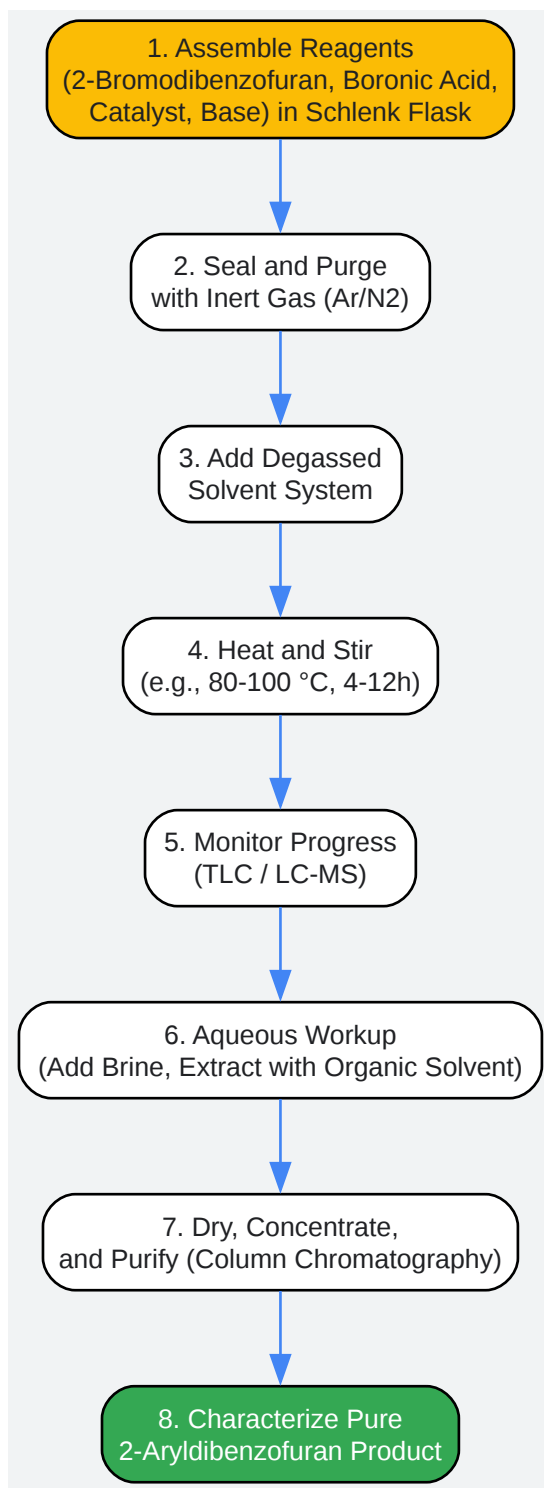 1. Assemble Reagents
(2-Bromodibenzofuran, Boronic Acid,
Catalyst, Base) in Schlenk Flask
2. Seal and Purge
with Inert Gas (Ar/N2)
3. Add Degassed
Solvent System
4. Heat and Stir
(e.g., 80-100 °C, 4-12h)
5. Monitor Progress
(TLC / LC-MS)
6. Aqueous Workup
(Add Brine, Extract with Organic Solvent)
7. Dry, Concentrate,
and Purify (Column Chromatography)
8. Characterize Pure
2-Aryldibenzofuran Product